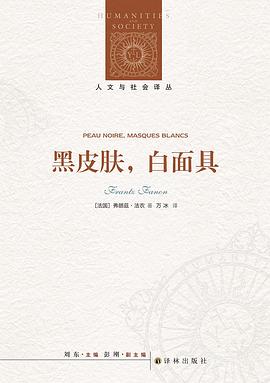 HUMANITIES
AND
SOCIETY
人文与社会译丛
PEAU NOIRE, MASQUES BLANCS
黑皮肤，白面具
Frantz Fanon
［法国］弗朗兹·法农 著 万冰 译
刘东·主编 彭刚·副主编
译林出版社